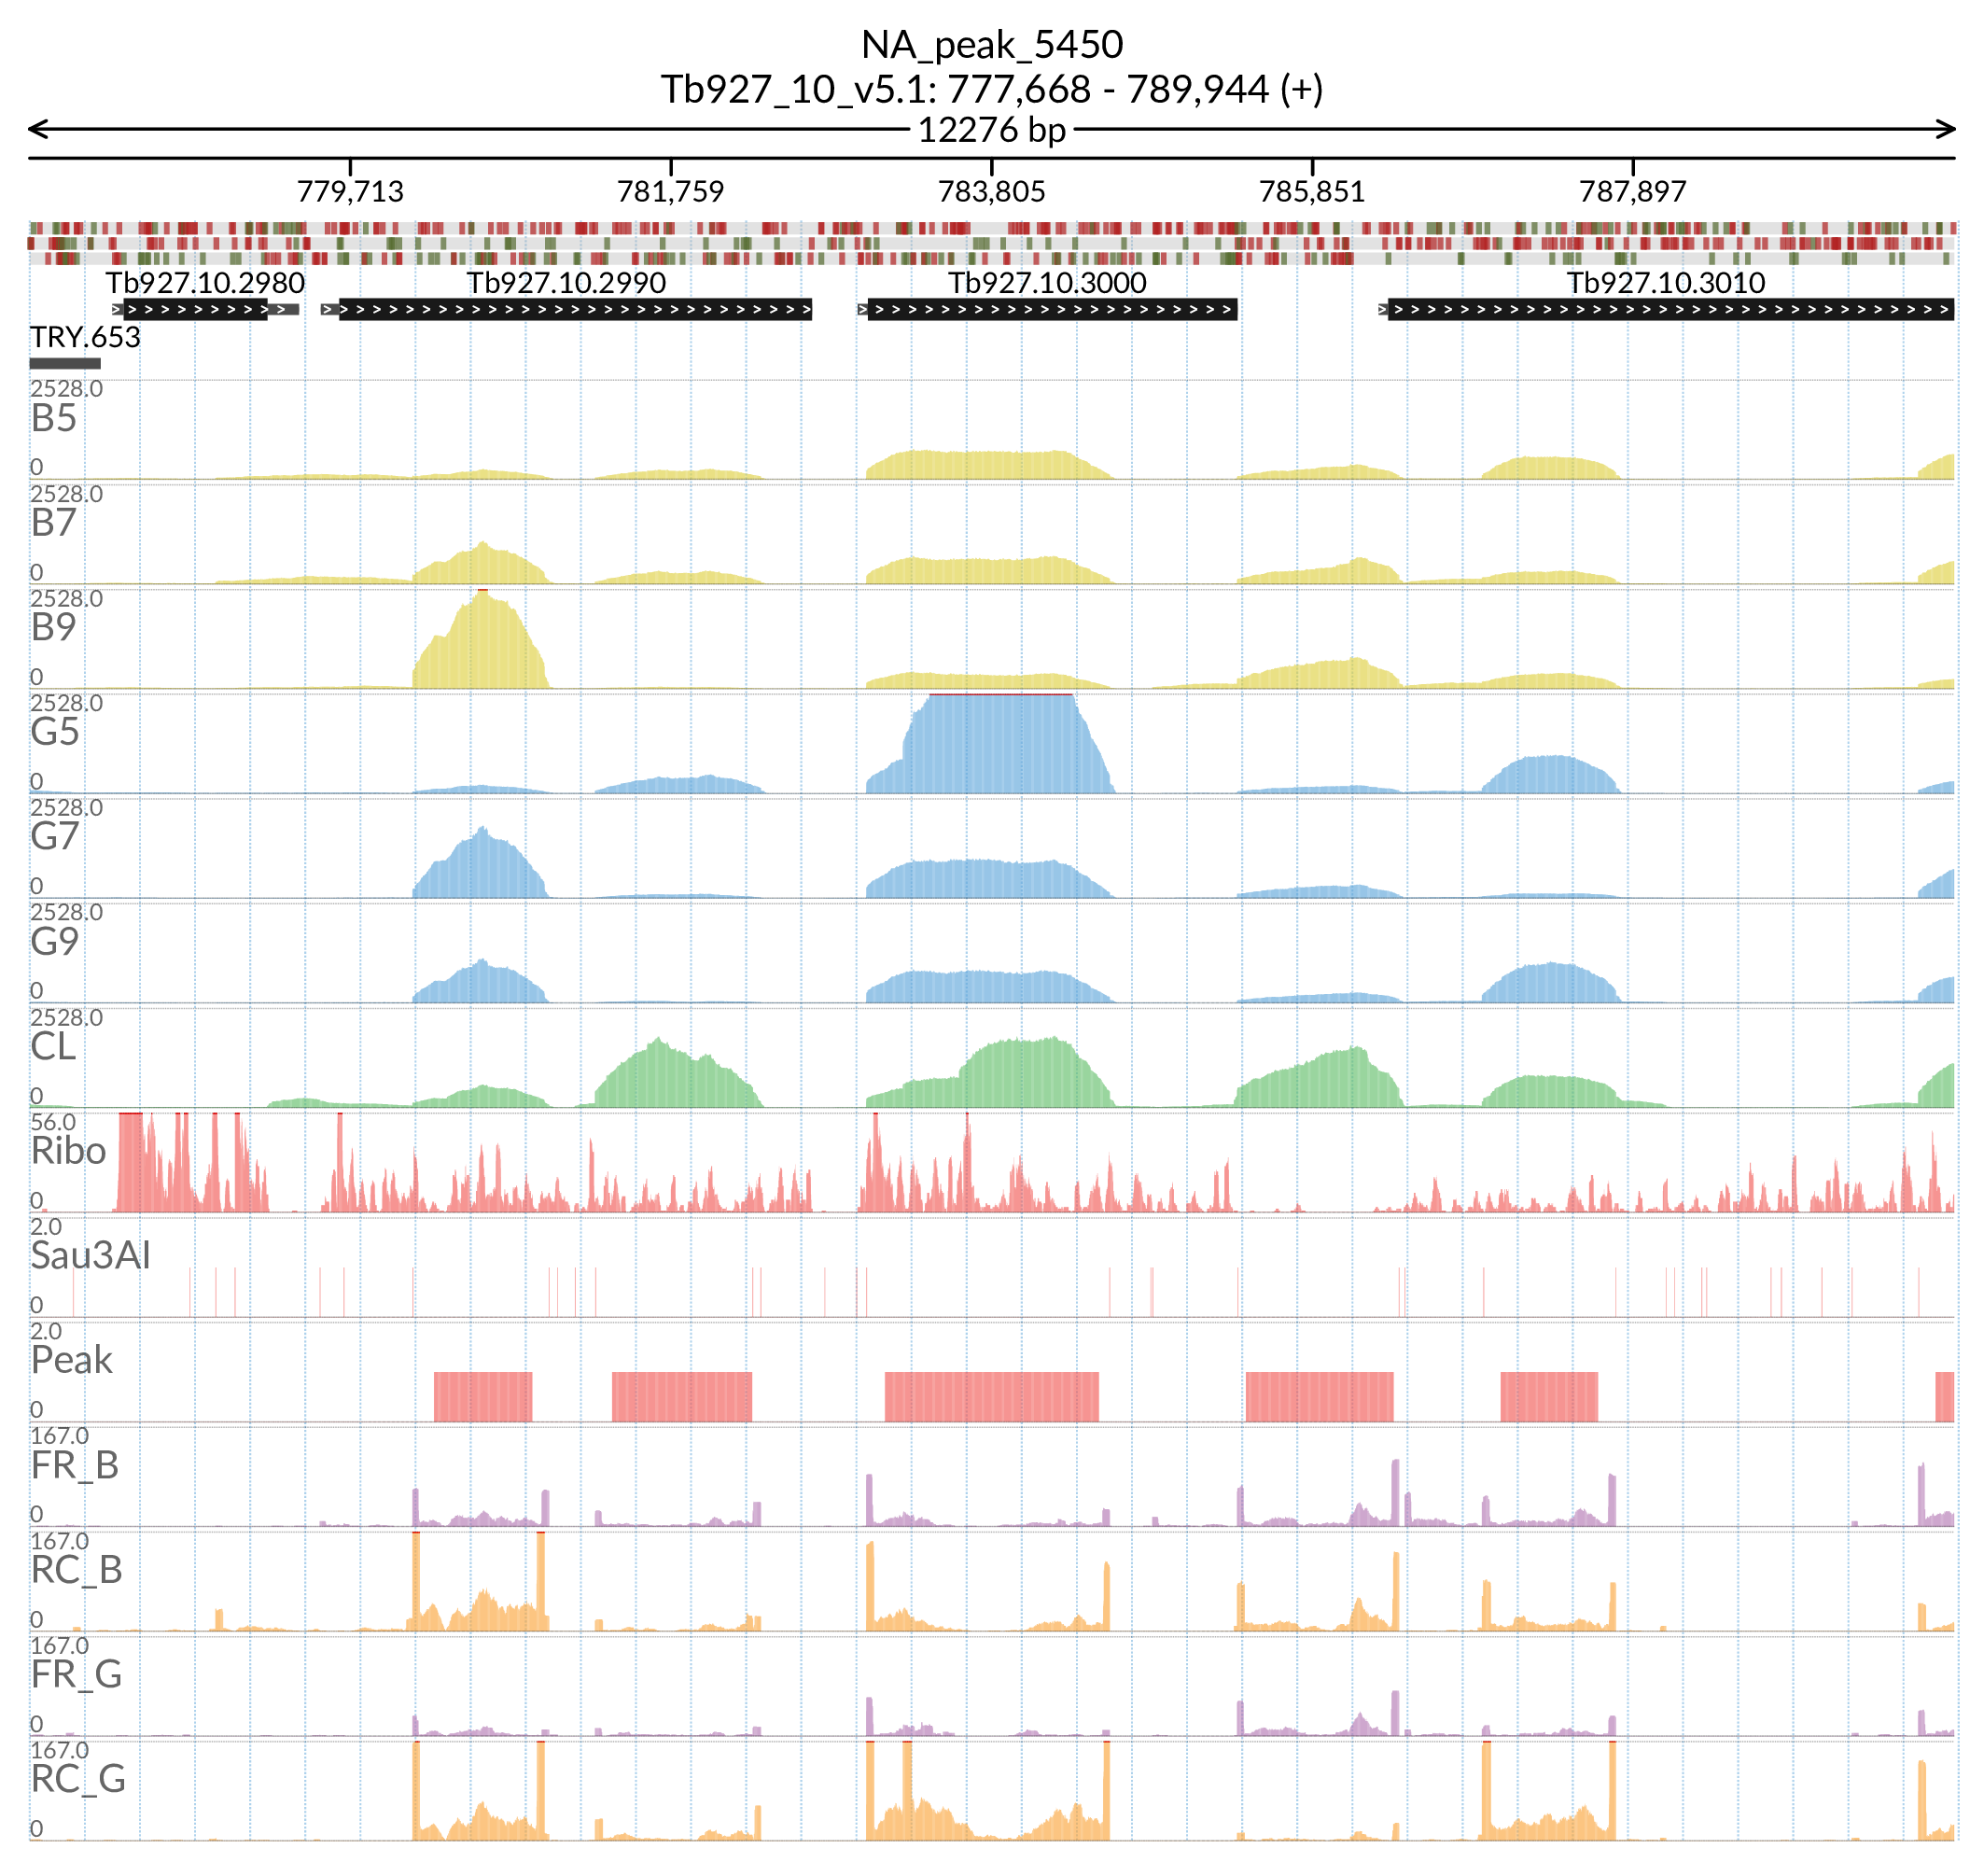 NA_peak_5450
Tb927_10_v5.1: 777,668 - 789,944 (+)
12276 bp
779,713 781,759 783,805 785,851 787,897
Tb927.10.2980 Tb927.10.2990 Tb927.10.3000 Tb927.10.3010
TRY.653
2528.0
B5
0
2528.0
B7
0
2528.0
B9
0
2528.0
G5
0
2528.0
G7
0
2528.0
G9
0
2528.0
CL
0
56.0
Ribo
0
2.0
Sau3AI
0
2.0
Peak
0
167.0
FR_B
0
167.0
RC_B
0
167.0
FR_G
0
167.0
RC_G
0